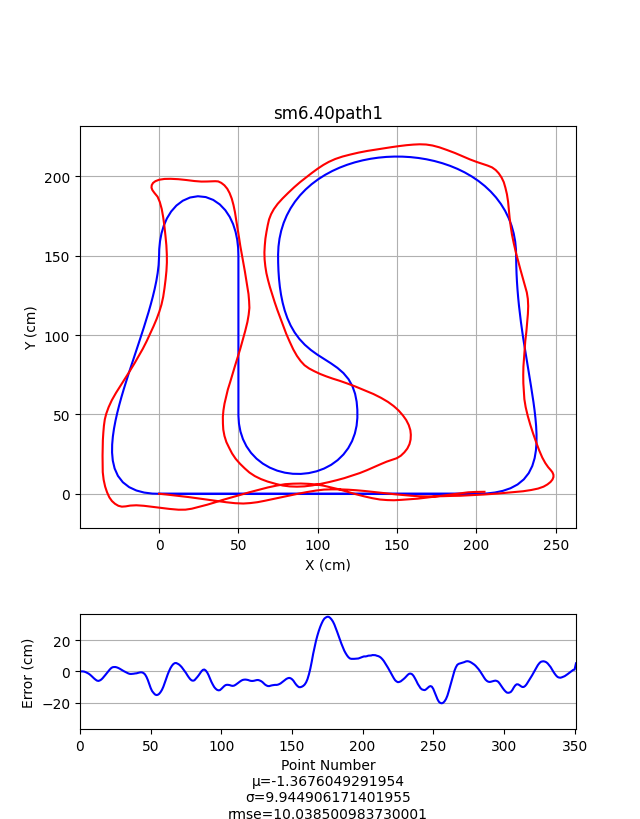 sm6.40path1
200
150
100
50
0
Y (cm)
0 50 100 150 200 250
X (cm)
20
0
−20
Error (cm)
0 50 100 150 200 250 300 350
Point Number
μ=-1.3676049291954
σ=9.944906171401955
rmse=10.038500983730001